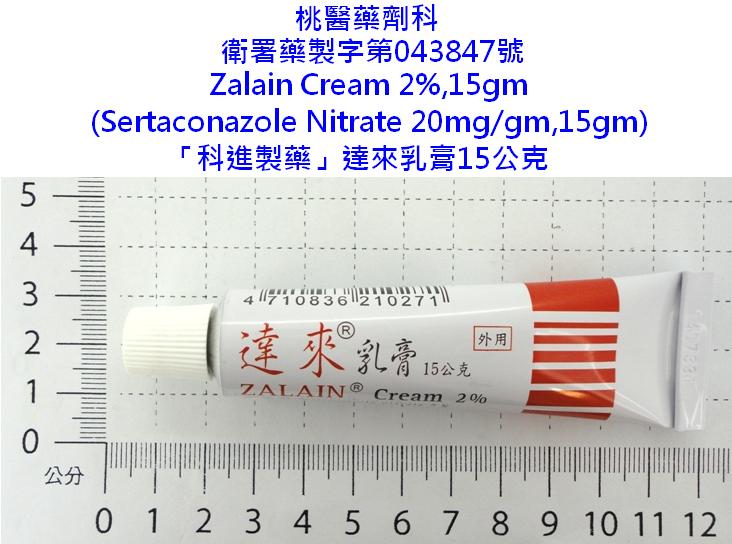 桃醫藥劑科
衛署藥製字第043847號
Zalain Cream 2%,15gm
(Sertaconazole Nitrate 20mg/gm,15gm)
「科進製藥」達來乳膏15公克
5
4
3
2
1
0
公分
4 710836 210271
達來® 乳膏 15公克
外用
ZALAIN® Cream 2%
0 1 2 3 4 5 6 7 8 9 10 11 12